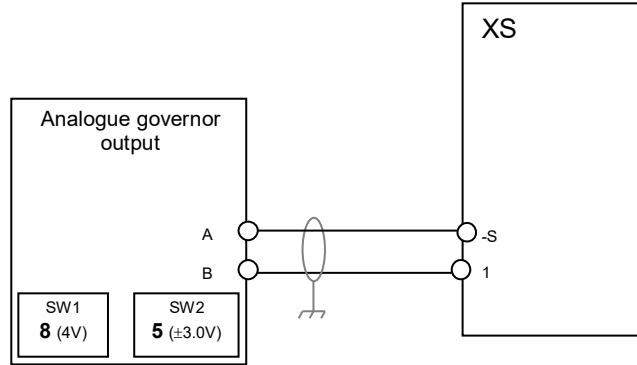 XS
Analogue governor
output
A
-S
B
1
SW1
8 (4V)
SW2
5 (±3.0V)